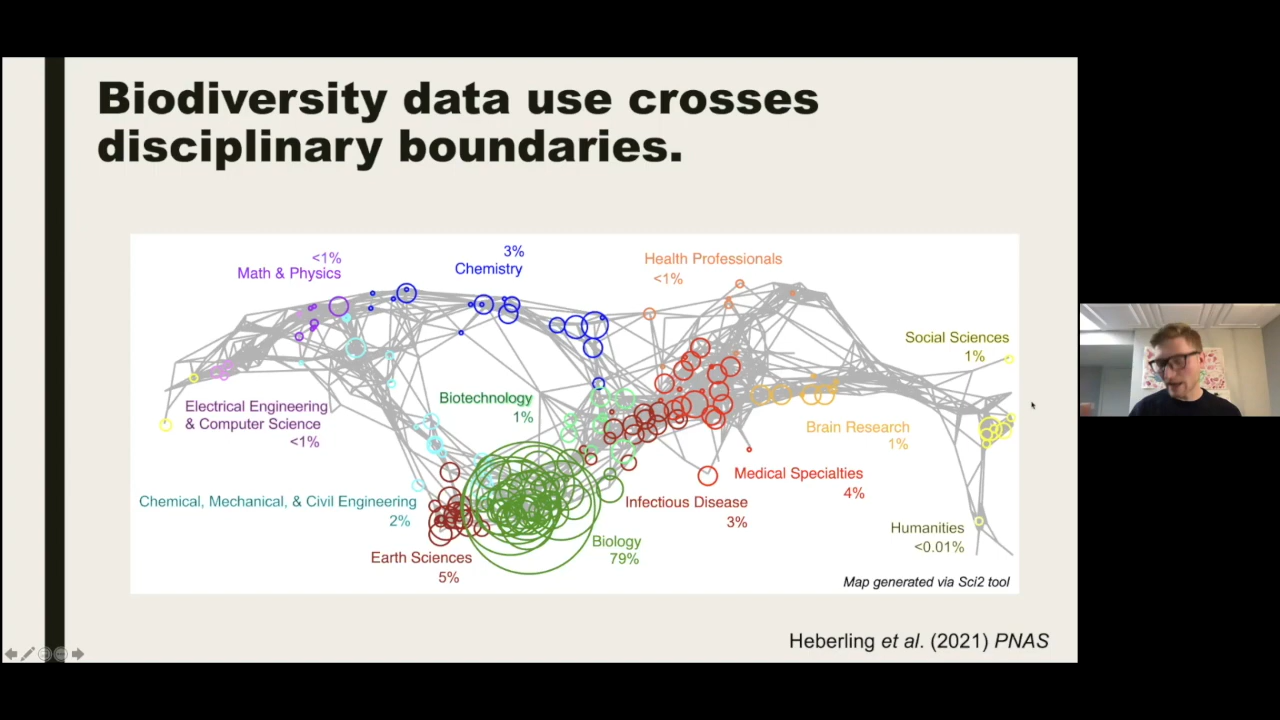 Biodiversity data use crosses
disciplinary boundaries.
<1%
Math & Physics
3%
Chemistry
Health Professionals
<1%
Social Sciences
1%
Electrical Engineering
& Computer Science
<1%
Biotechnology
1%
Brain Research
1%
Medical Specialties
4%
Chemical, Mechanical, & Civil Engineering
2%
Infectious Disease
3%
Earth Sciences
5%
Biology
79%
Humanities
<0.01%
Map generated via Sci2 tool
Heberling et al. (2021) PNAS